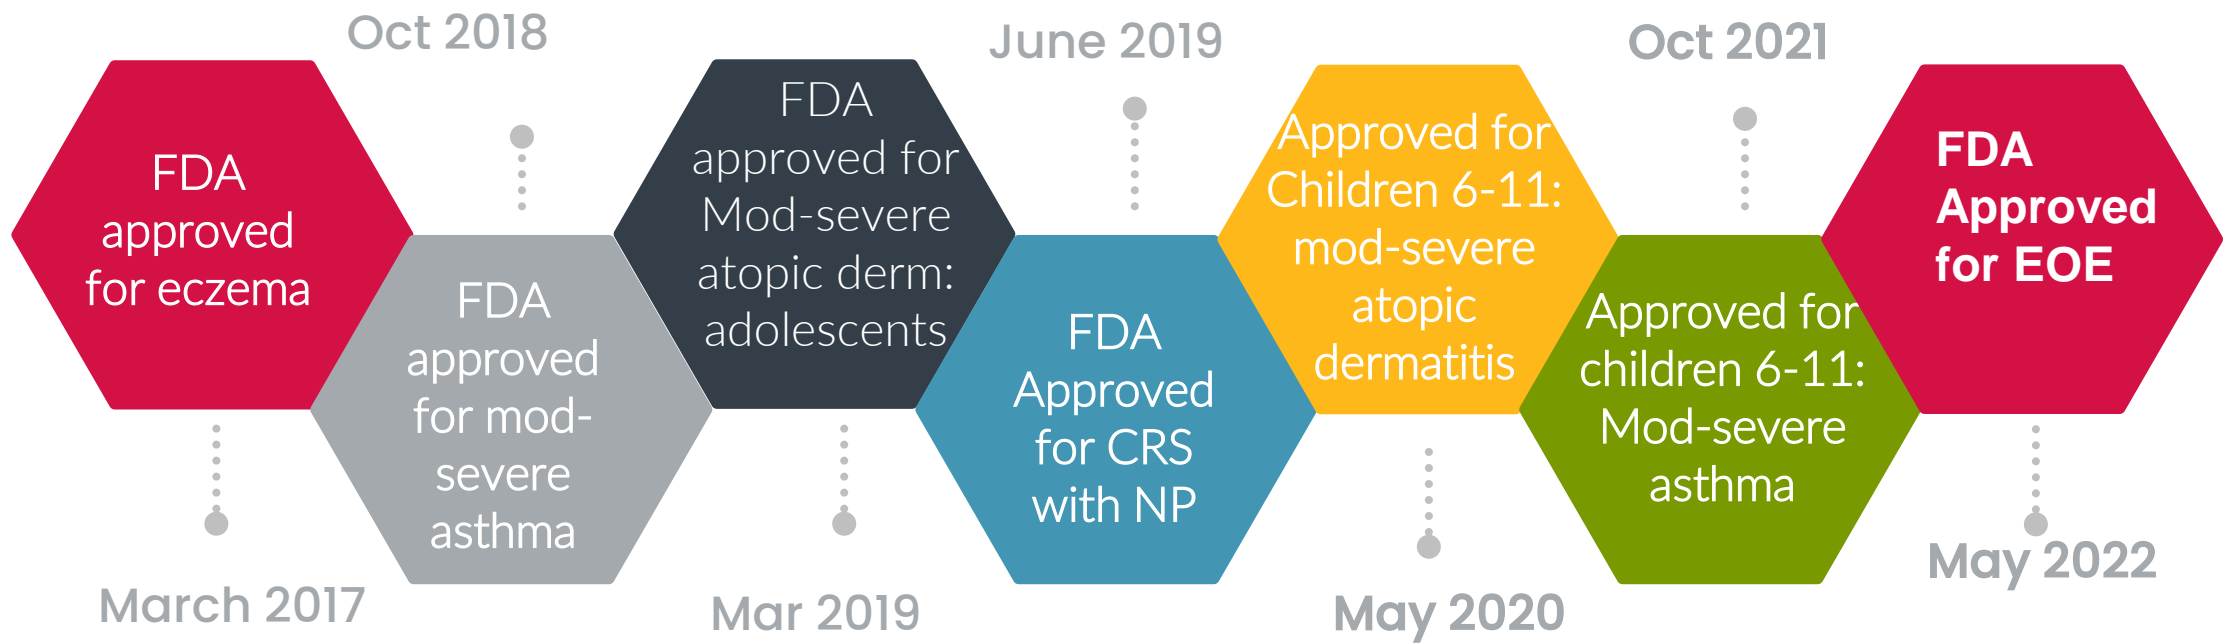 March 2017
FDA
approved
for eczema
Oct 2018
FDA
approved
for mod-
severe
asthma
Mar 2019
FDA
approved for
Mod-severe
atopic derm:
adolescents
June 2019
FDA
Approved
for CRS
with NP
May 2020
Approved for
Children 6-11:
mod-severe
atopic
dermatitis
Oct 2021
Approved for
children 6-11:
Mod-severe
asthma
May 2022
FDA
Approved
for EOE